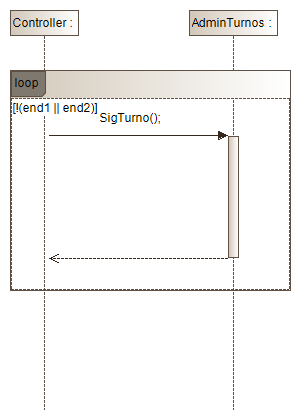 Controller :
AdminTurnos :
loop
[!(end1 || end2)]
SigTurno();